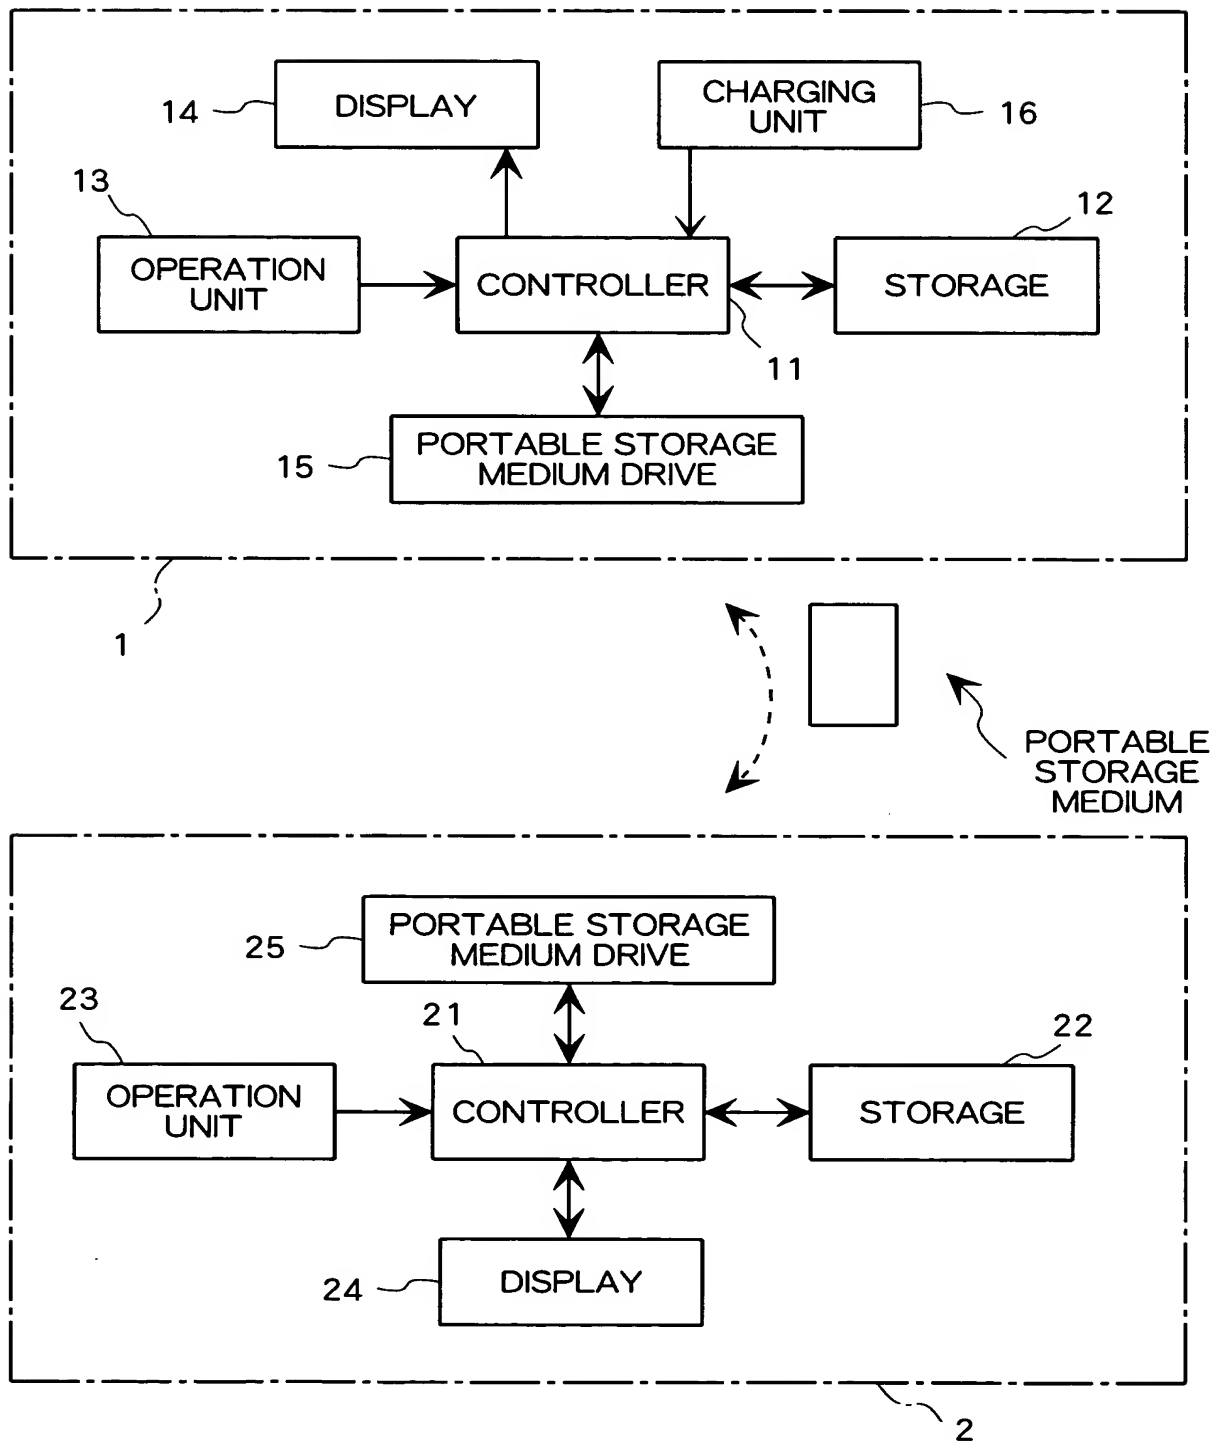 DISPLAY
14
CHARGING
UNIT
16
13
12
OPERATION
UNIT
CONTROLLER
STORAGE
11
PORTABLE STORAGE
MEDIUM DRIVE
15
1
PORTABLE
STORAGE
MEDIUM
PORTABLE STORAGE
MEDIUM DRIVE
25
23
21
22
OPERATION
UNIT
CONTROLLER
STORAGE
DISPLAY
24
2